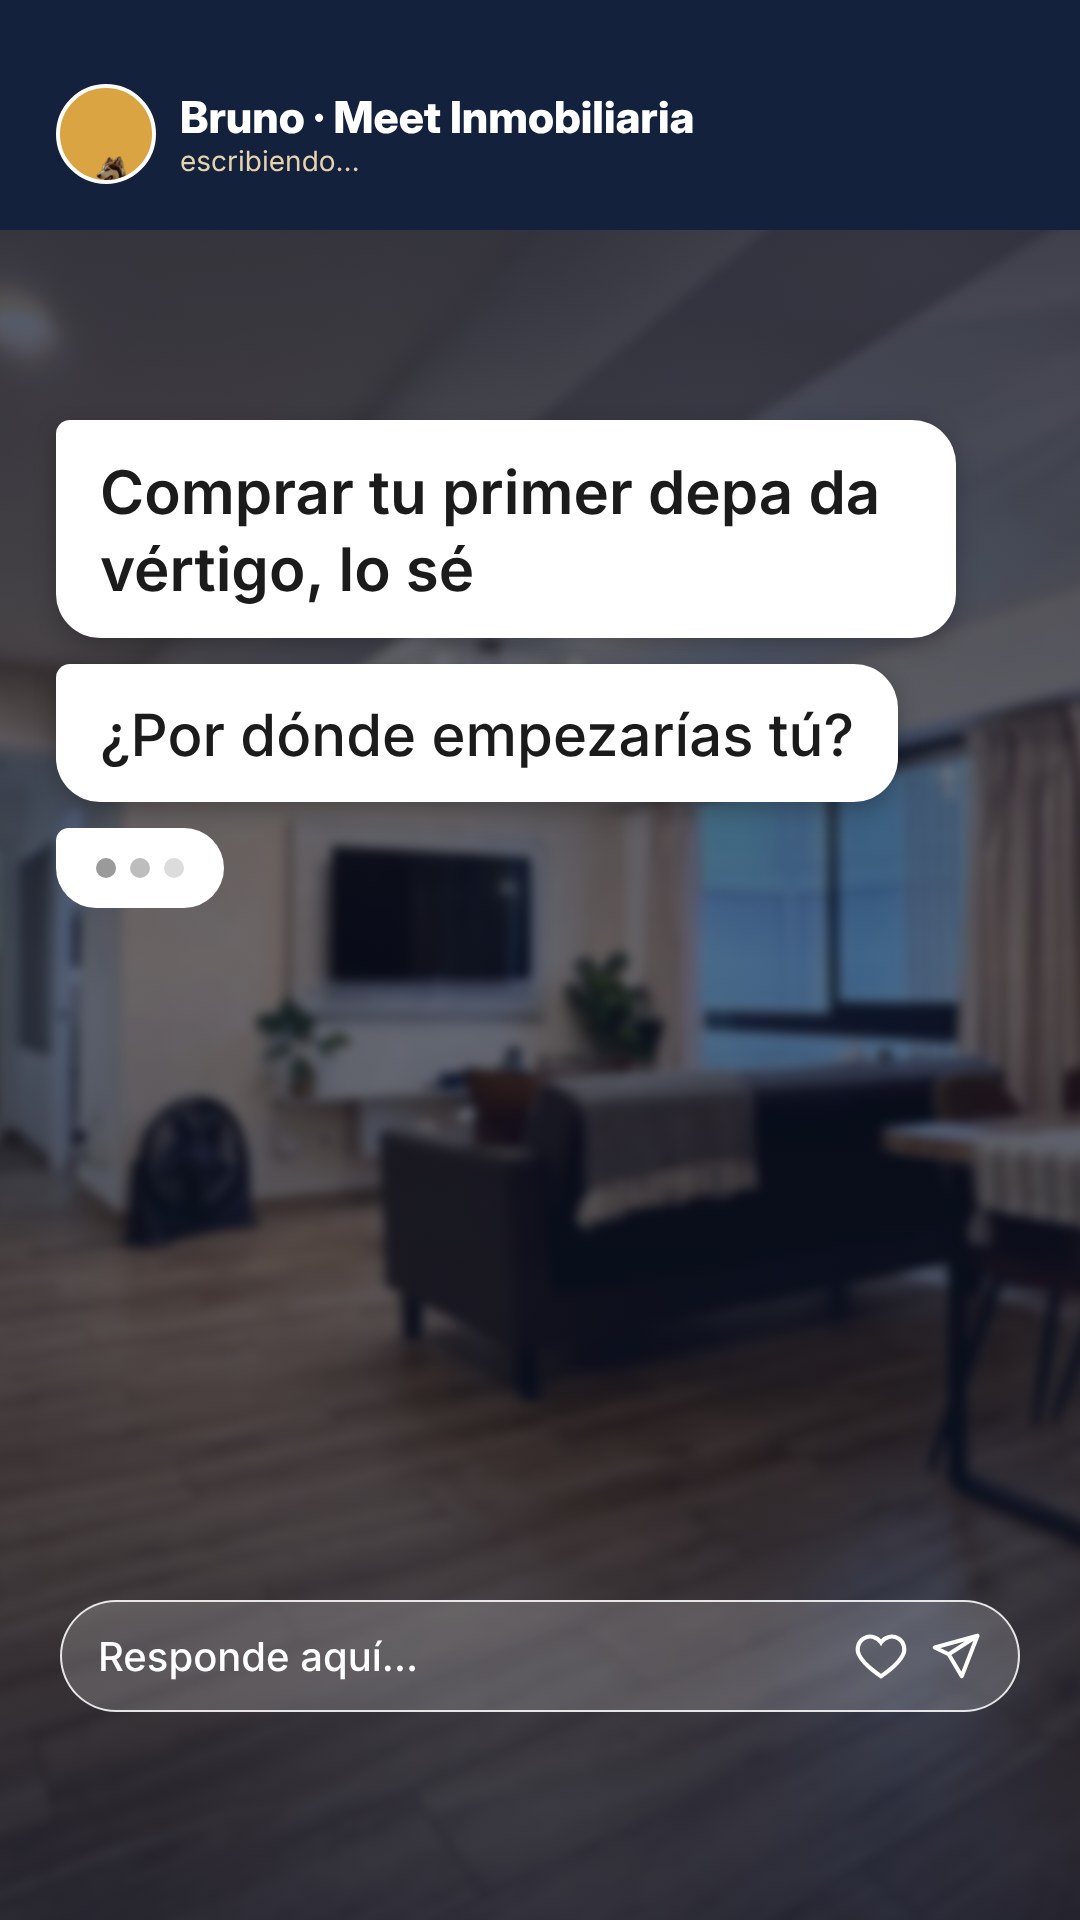 Bruno · Meet Inmobiliaria
escribiendo...
Comprar tu primer depa da
vértigo, lo sé
¿Por dónde empezarías tú?
Responde aquí...